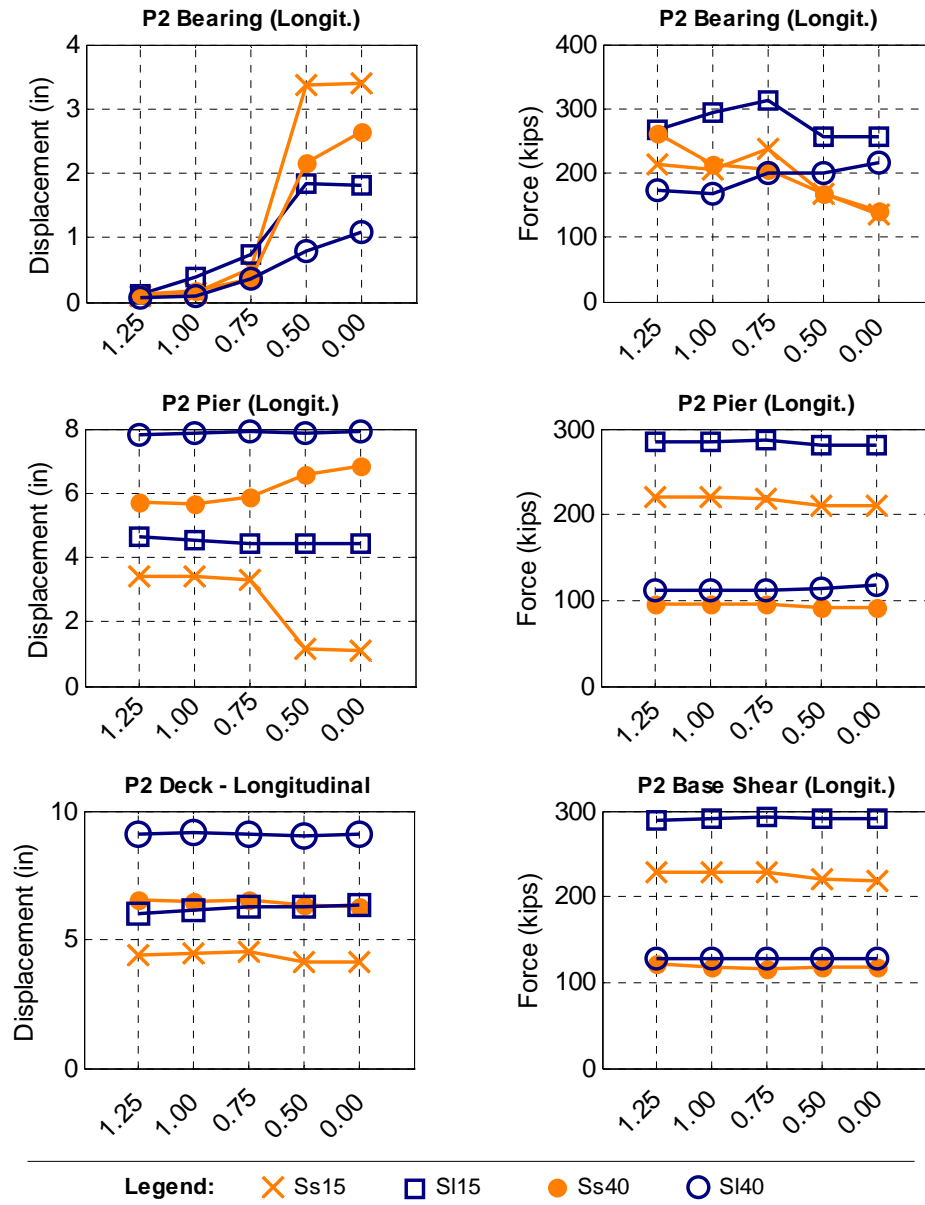 P2 Bearing (Longit.)
Displacement (in)
4
3
2
1
0
1.25 1.00 0.75 0.50 0.00
P2 Bearing (Longit.)
Force (kips)
400
300
200
100
0
1.25 1.00 0.75 0.50 0.00
P2 Pier (Longit.)
Displacement (in)
8
6
4
2
0
1.25 1.00 0.75 0.50 0.00
P2 Pier (Longit.)
Force (kips)
300
200
100
0
1.25 1.00 0.75 0.50 0.00
P2 Deck - Longitudinal
Displacement (in)
10
5
0
1.25 1.00 0.75 0.50 0.00
P2 Base Shear (Longit.)
Force (kips)
300
200
100
0
1.25 1.00 0.75 0.50 0.00
Legend: Ss15 Sl15 Ss40 Sl40